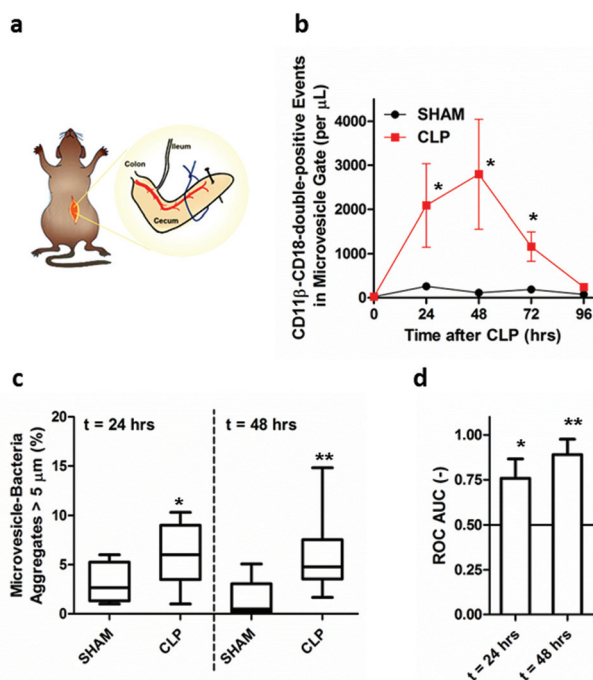 a
Ileum
Colon
Cecum
b
CD11β-CD18-double-positive Events
in Microvesicle Gate (per μL)
4000
3000
2000
1000
0
SHAM
CLP
*
*
*
0
24
48
72
96
Time after CLP (hrs)
c
Microvesicle-Bacteria
Aggregates > 5 μm (%)
20
15
10
5
0
t = 24 hrs
t = 48 hrs
*
**
SHAM
CLP
SHAM
CLP
d
ROC AUC (-)
1.00
0.75
0.50
0.25
0.00
*
**
t = 24 hrs
t = 48 hrs